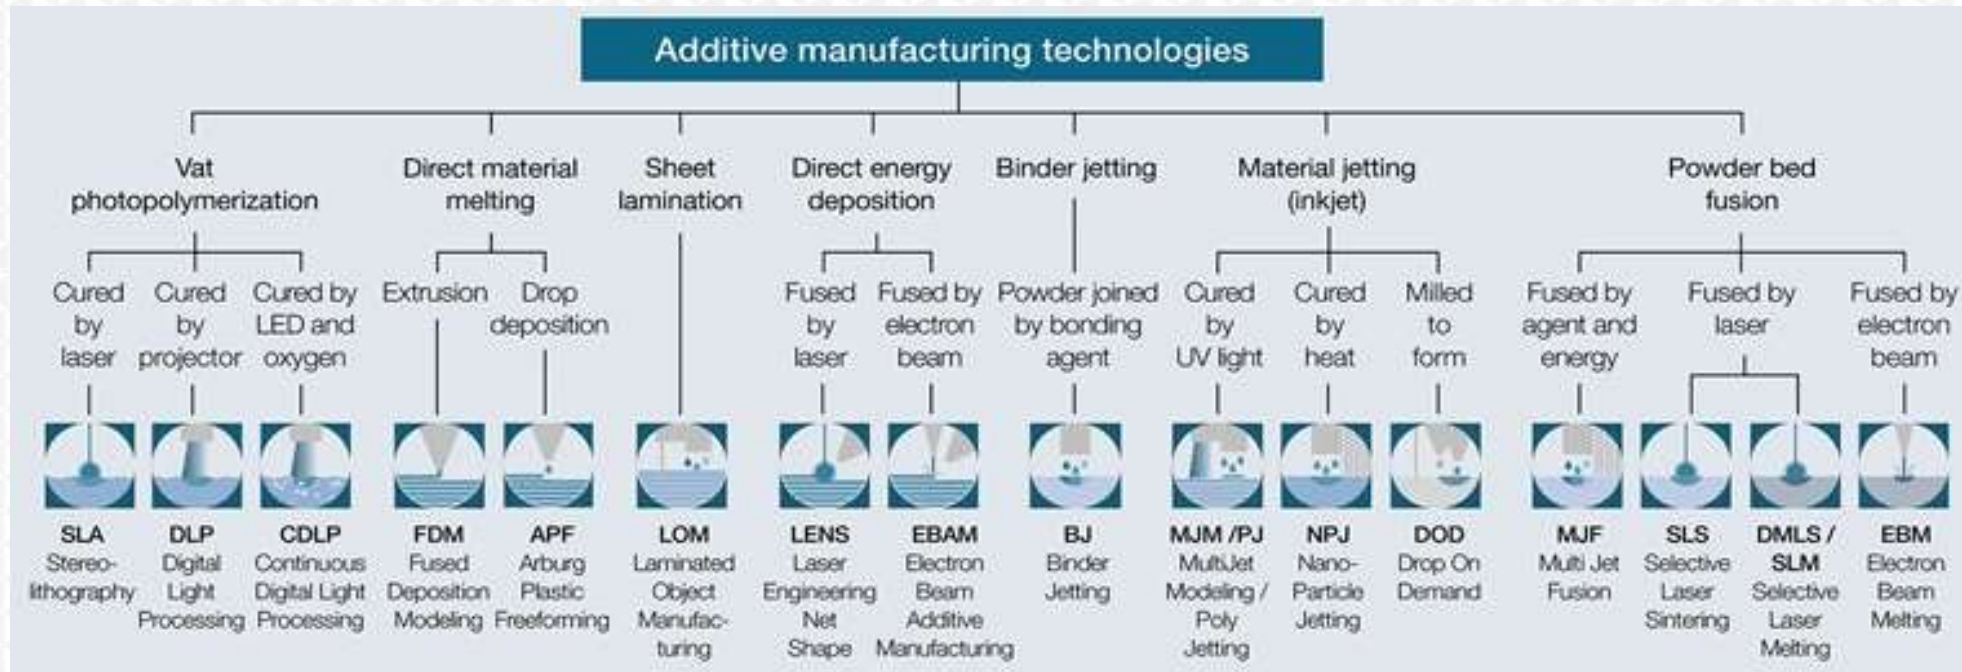 Additive manufacturing technologies
Vat
photopolymerization
Direct material
melting
Sheet
lamination
Direct energy
deposition
Binder jetting
Material jetting
(inkjet)
Powder bed
fusion
Cured
by
laser
Cured
by
projector
Cured by
LED and
oxygen
Extrusion
Drop
deposition
Fused
by
laser
Fused by
electron
beam
Powder joined
by bonding
agent
Cured
by
UV light
Cured
by
heat
Milled
to
form
Fused by
agent and
energy
Fused by
laser
Fused by
electron
beam
SLA
Stereo-
lithography
DLP
Digital
Light
Processing
CDLP
Continuous
Digital Light
Processing
FDM
Fused
Deposition
Modeling
APF
Arburg
Plastic
Freeforming
LOM
Laminated
Object
Manufac-
turing
LENS
Laser
Engineering
Net
Shape
EBAM
Electron
Beam
Additive
Manufacturing
BJ
Binder
Jetting
MJM /PJ
MultiJet
Modeling /
Poly
Jetting
NPJ
Nano-
Particle
Jetting
DOD
Drop On
Demand
MJF
Multi Jet
Fusion
SLS
Selective
Laser
Sintering
DMLS /
SLM
Selective
Laser
Melting
EBM
Electron
Beam
Melting